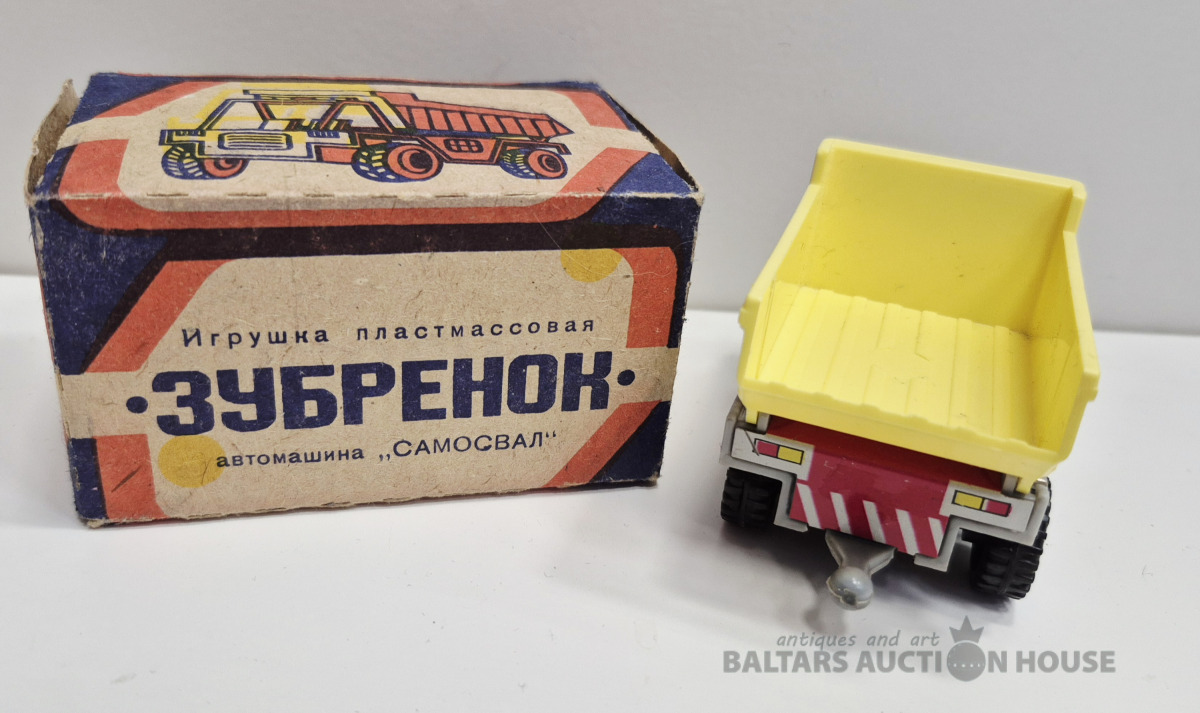 Игрушка пластмассовая
•ЗУБРЕНОК•
автомашина „САМОСВАЛ“
antiques and art
BALTARS AUCTION HOUSE